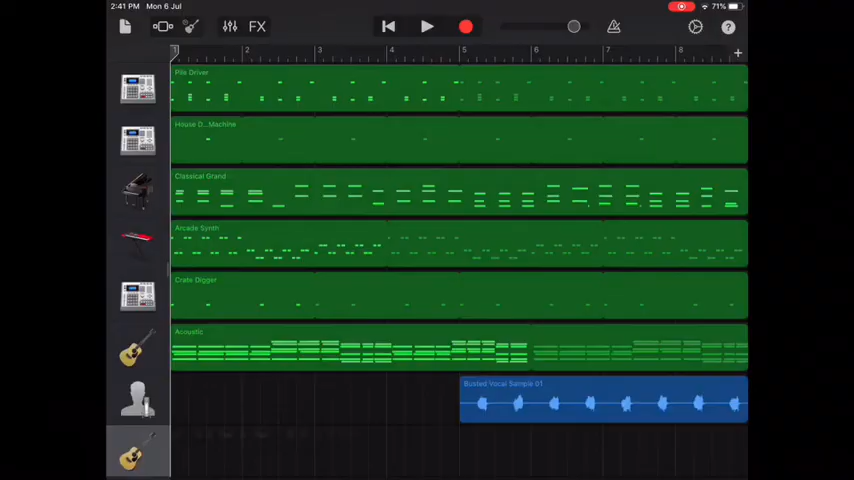 2:41 PM Mon 6 Jul
71%
FX
?
1 2 3 4 5 6 7 8 +
Pile Driver
House D...Machine
Classical Grand
Arcade Synth
Crate Digger
Acoustic
Busted Vocal Sample 01